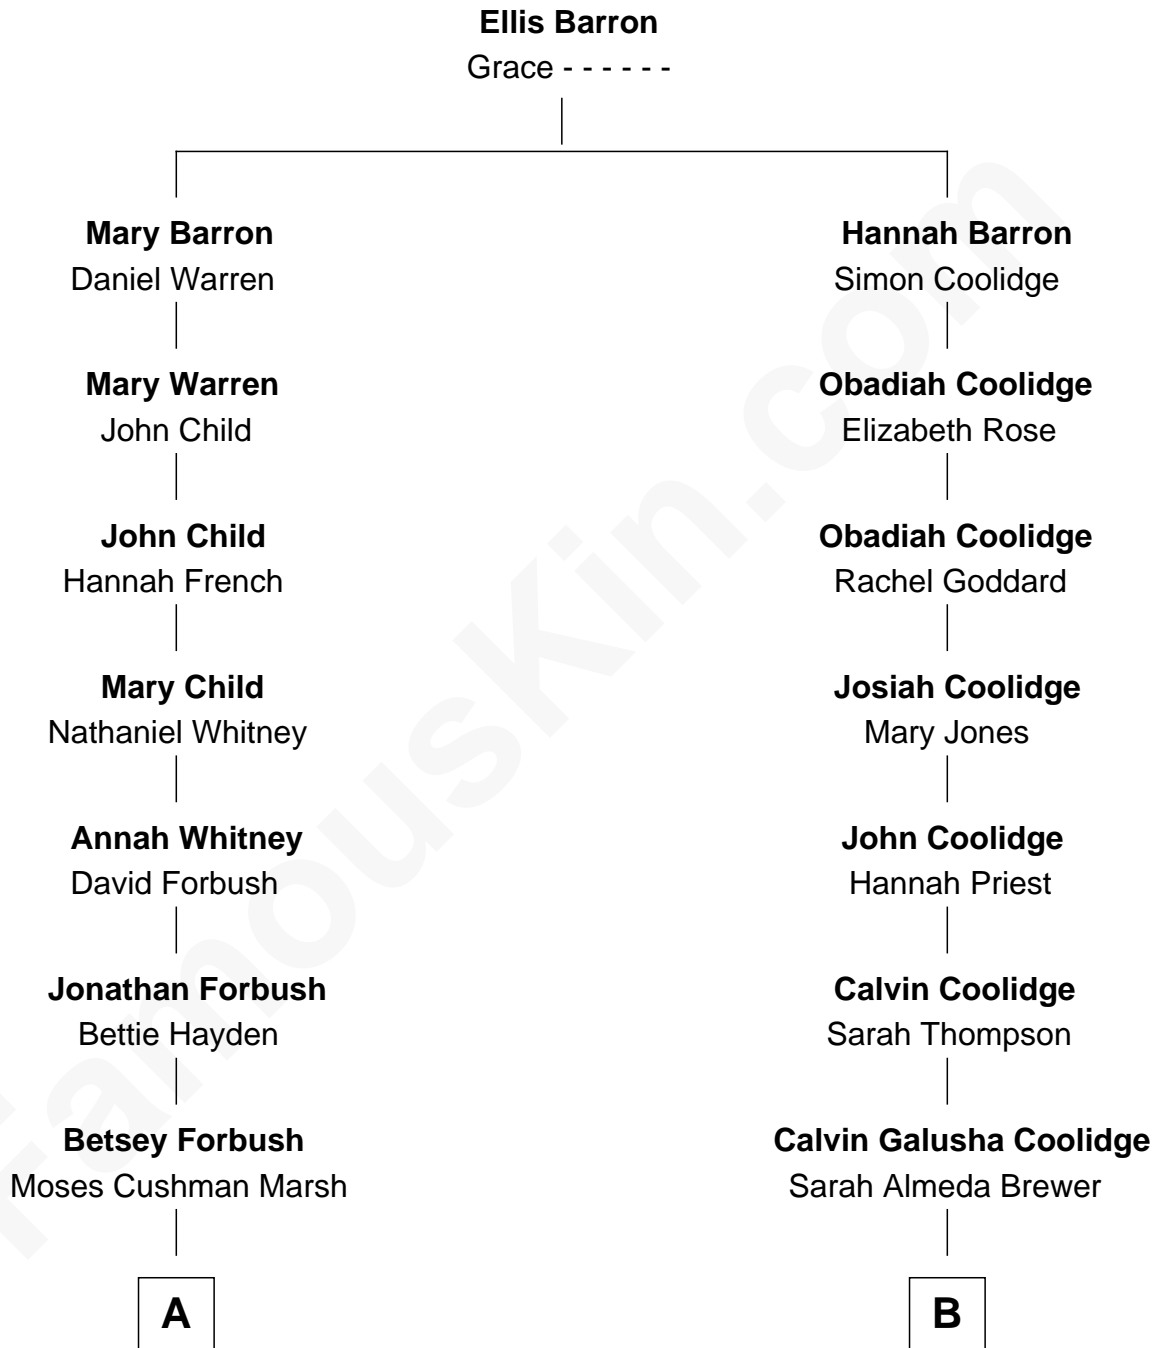 Ellis Barron
Grace - - - - - -
Mary Barron
Daniel Warren
Hannah Barron
Simon Coolidge
Mary Warren
John Child
Obadiah Coolidge
Elizabeth Rose
John Child
Hannah French
Obadiah Coolidge
Rachel Goddard
Mary Child
Nathaniel Whitney
Josiah Coolidge
Mary Jones
Annah Whitney
David Forbush
John Coolidge
Hannah Priest
Jonathan Forbush
Bettie Hayden
Calvin Coolidge
Sarah Thompson
Betsey Forbush
Moses Cushman Marsh
Calvin Galusha Coolidge
Sarah Almeda Brewer
A
B
FamousKin.com